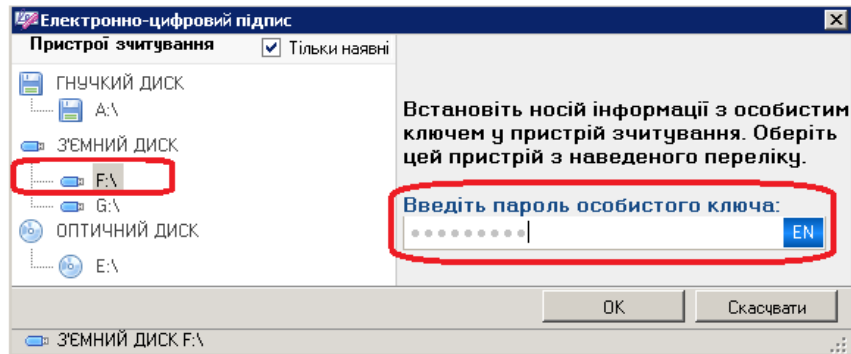 Електронно-цифровий підпис
Пристрої зчитування Тільки наявні
ГНУЧКИЙ ДИСК
A:\
З'ЄМНИЙ ДИСК
F:\
G:\
ОПТИЧНИЙ ДИСК
E:\
Встановіть носій інформації з особистим
ключем у пристрій зчитування. Оберіть
цей пристрій з наведеного переліку.
Введіть пароль особистого ключа:
EN
OK Скасувати
З'ЄМНИЙ ДИСК F:\